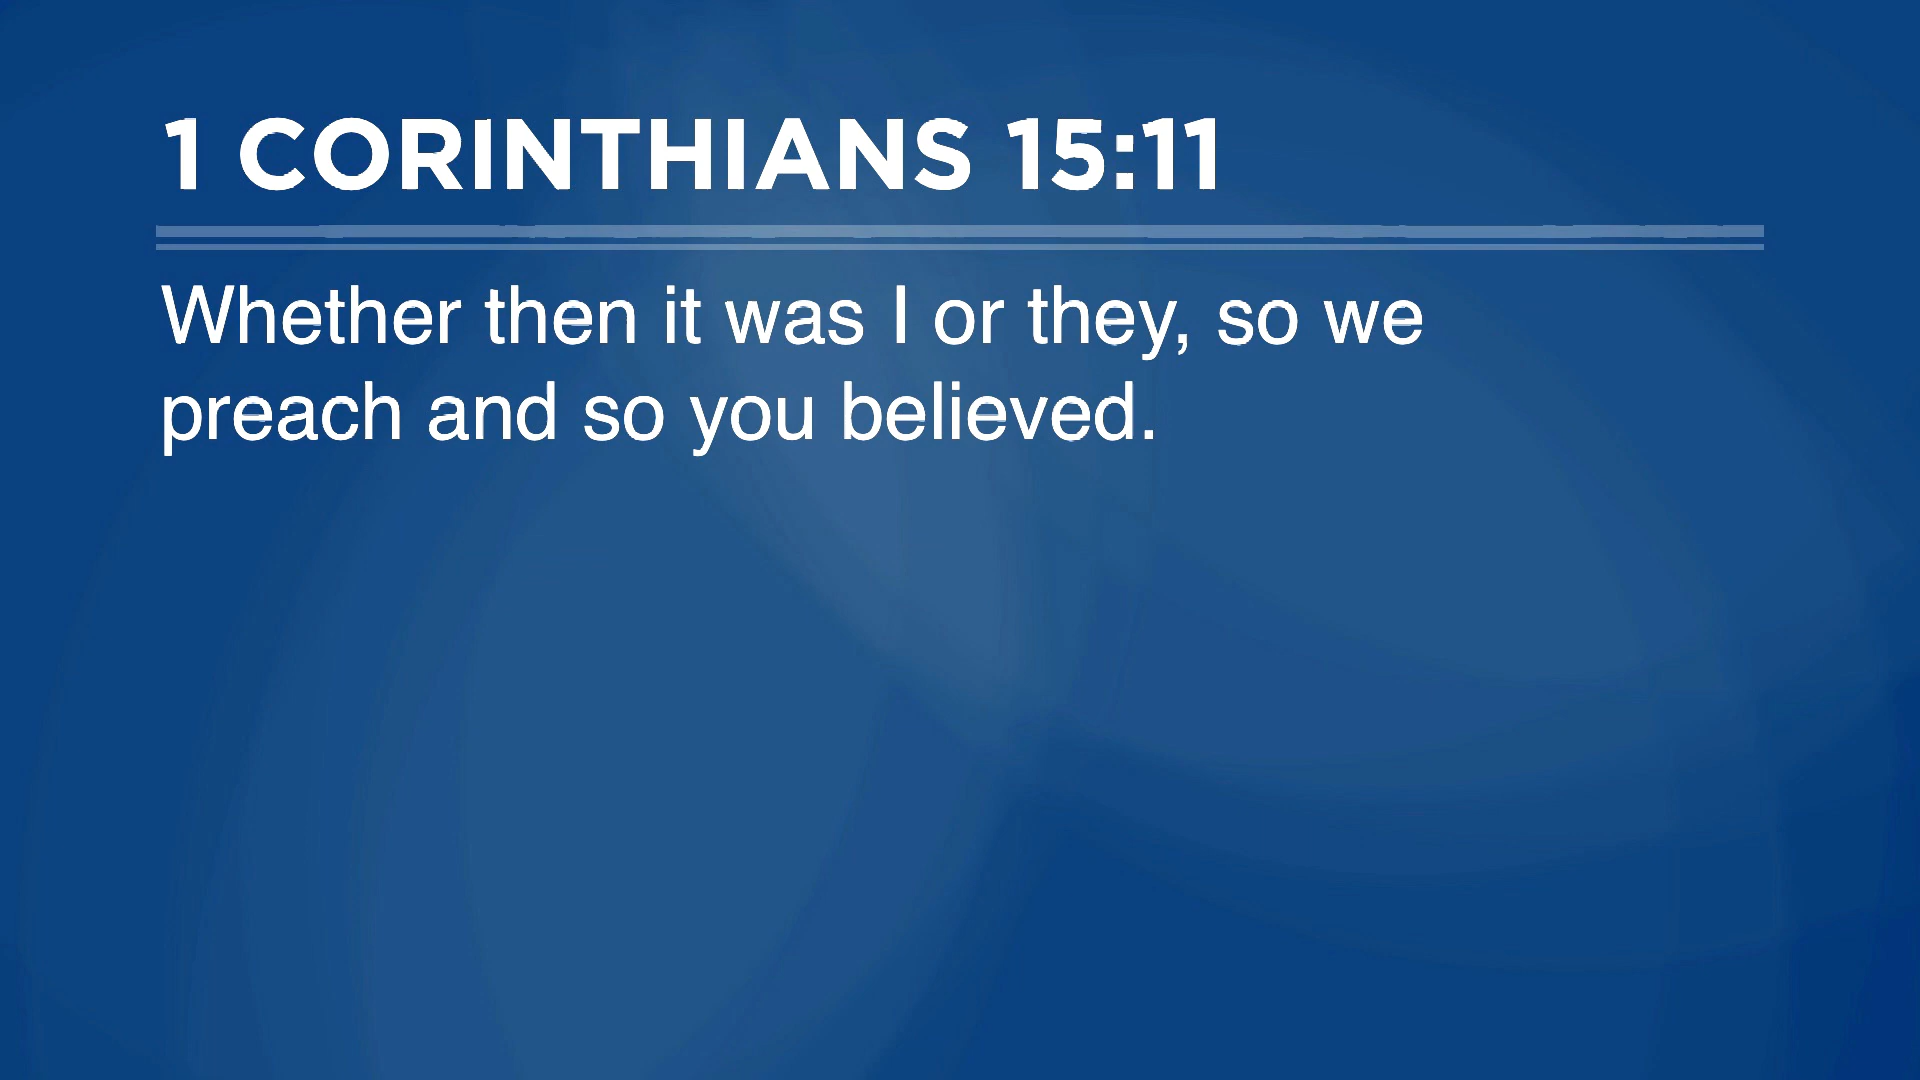 1 CORINTHIANS 15:11
Whether then it was I or they, so we
preach and so you believed.